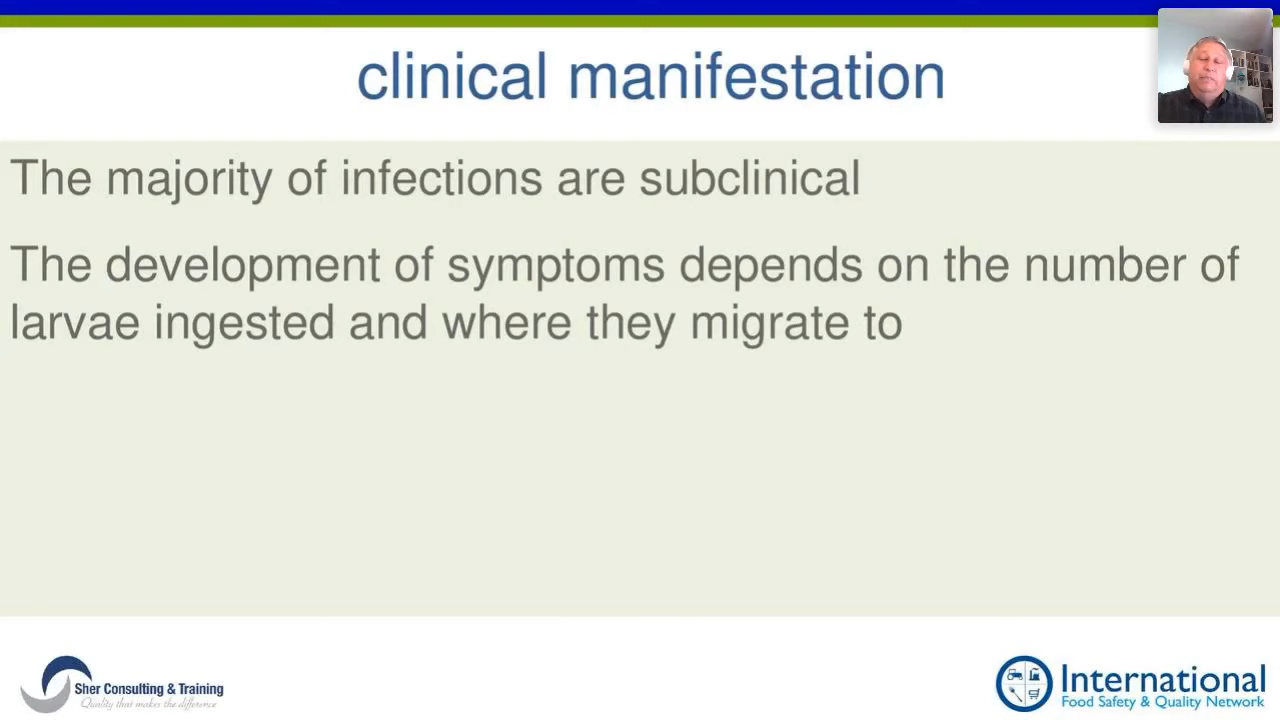 clinical manifestation
The majority of infections are subclinical
The development of symptoms depends on the number of
larvae ingested and where they migrate to
Sher Consulting & Training
Quality that makes the difference
International
Food Safety & Quality Network